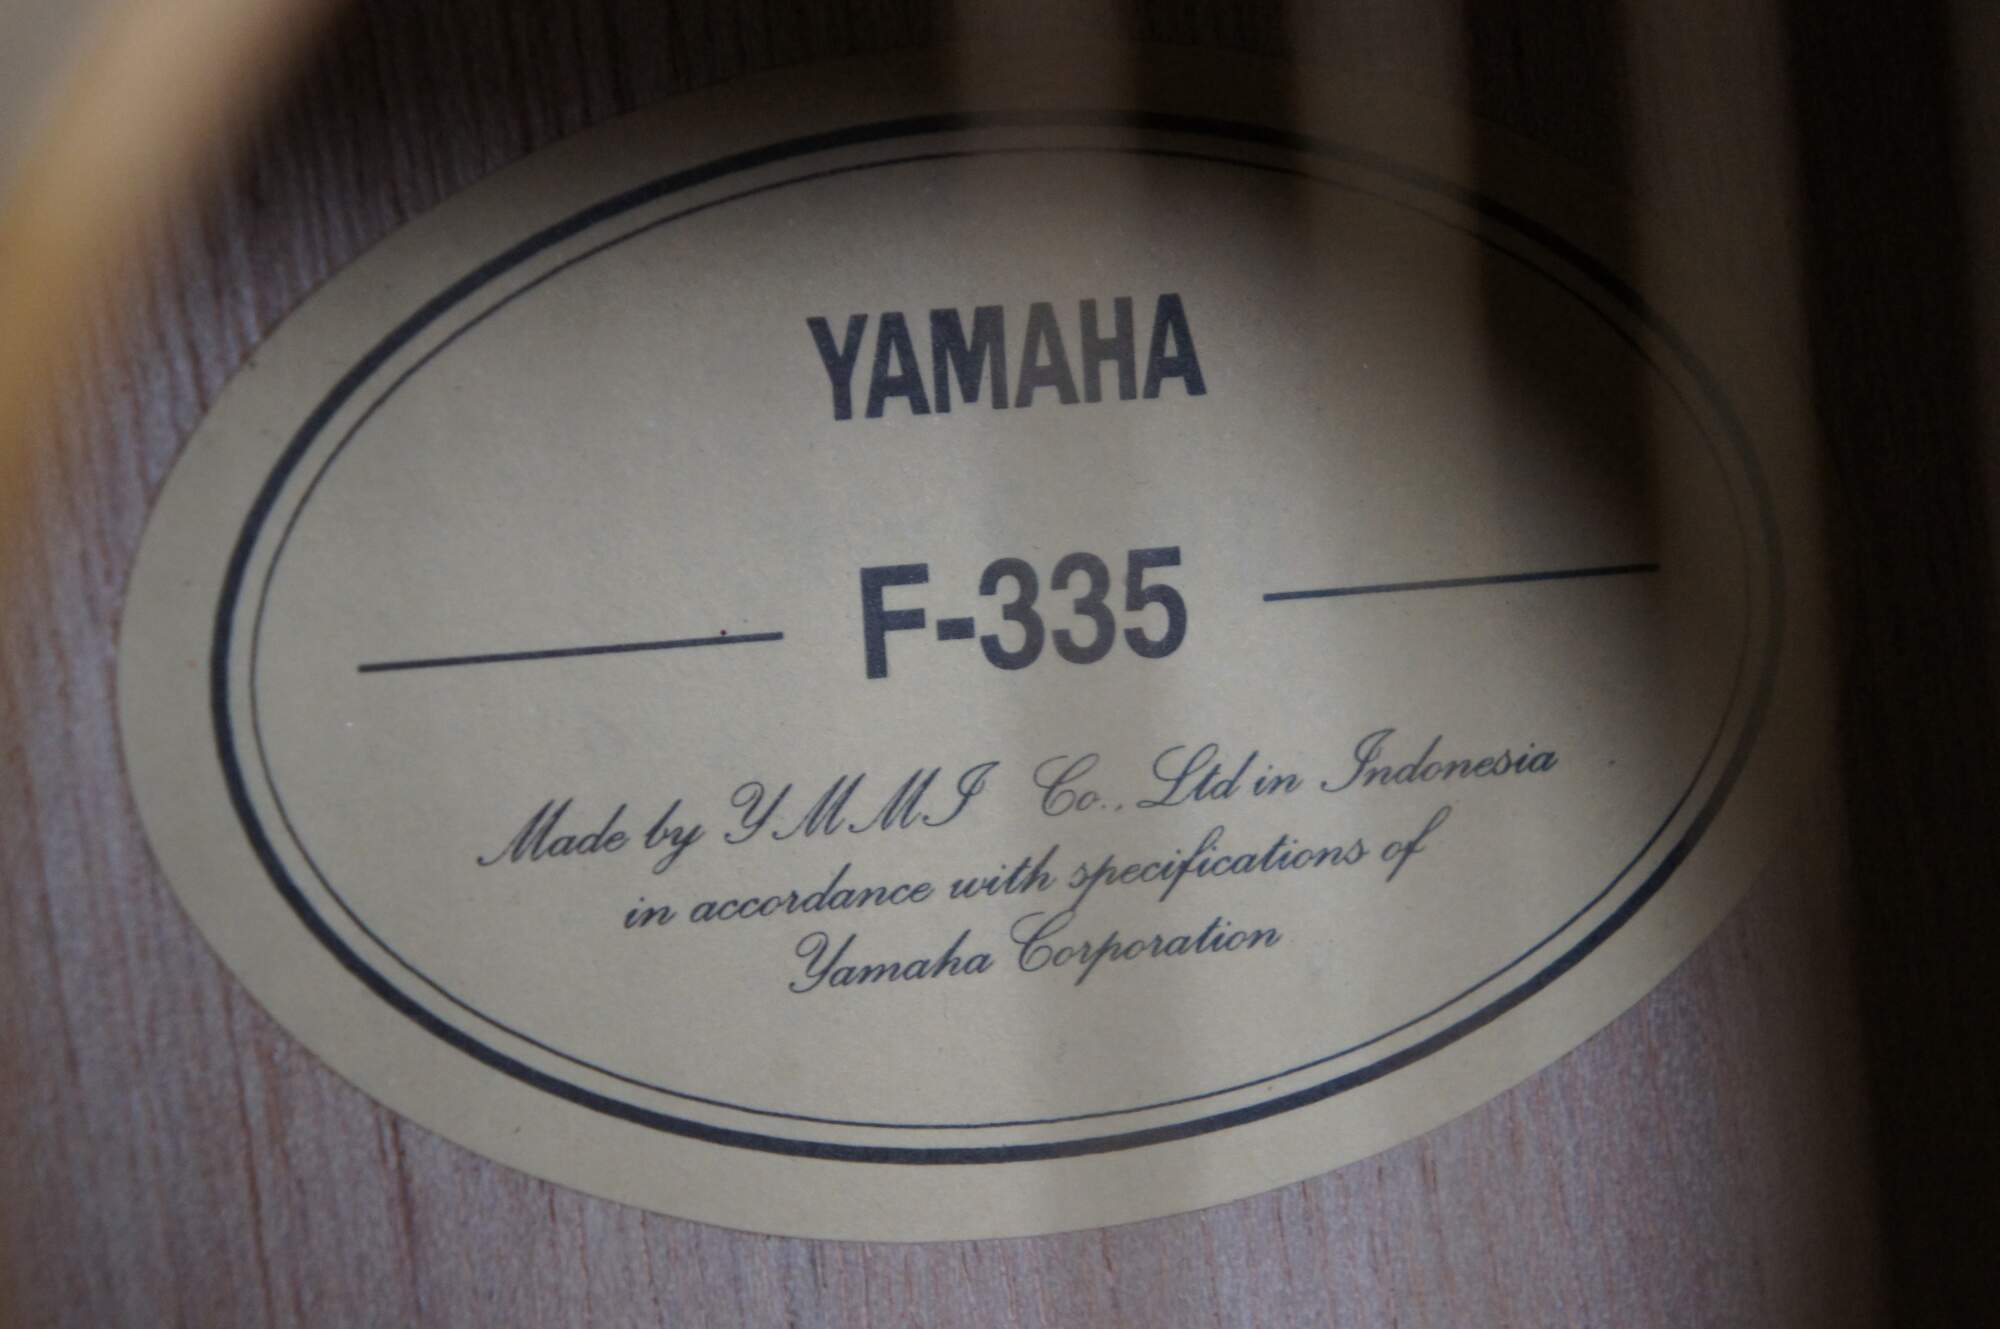 YAMAHA
F-335
Made by YMMI Co., Ltd in Indonesia
in accordance with specifications of
Yamaha Corporation